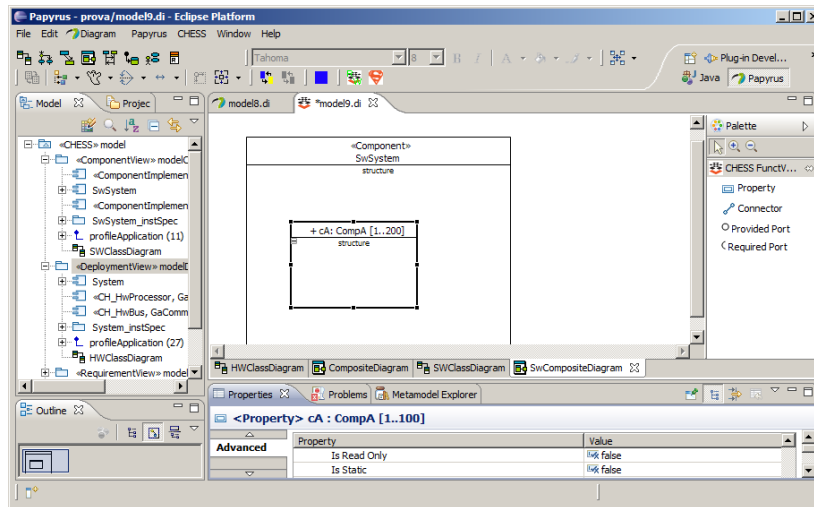 Papyrus - prova/model9.di - Eclipse Platform
File Edit Diagram Papyrus CHESS Window Help
Tahoma 8 B I A
Plug-in Devel...
Java Papyrus
Model Projec
model8.di *model9.di
«CHESS» model
«ComponentView» modelC
«ComponentImplemen
SwSystem
«ComponentImplemen
SwSystem_instSpec
profileApplication (11)
SWClassDiagram
«DeploymentView» modelD
System
«CH_HwProcessor, Ga
«CH_HwBus, GaComm
System_instSpec
profileApplication (27)
HWClassDiagram
«RequirementView» model
«Component»
SwSystem
structure
+ cA: CompA [1..200]
structure
Palette
CHESS FunctV...
Property
Connector
Provided Port
Required Port
HWClassDiagram CompositeDiagram SWClassDiagram SwCompositeDiagram
Outline
Properties Problems Metamodel Explorer
<Property> cA : CompA [1..100]
Advanced
Property Value
Is Read Only false
Is Static false